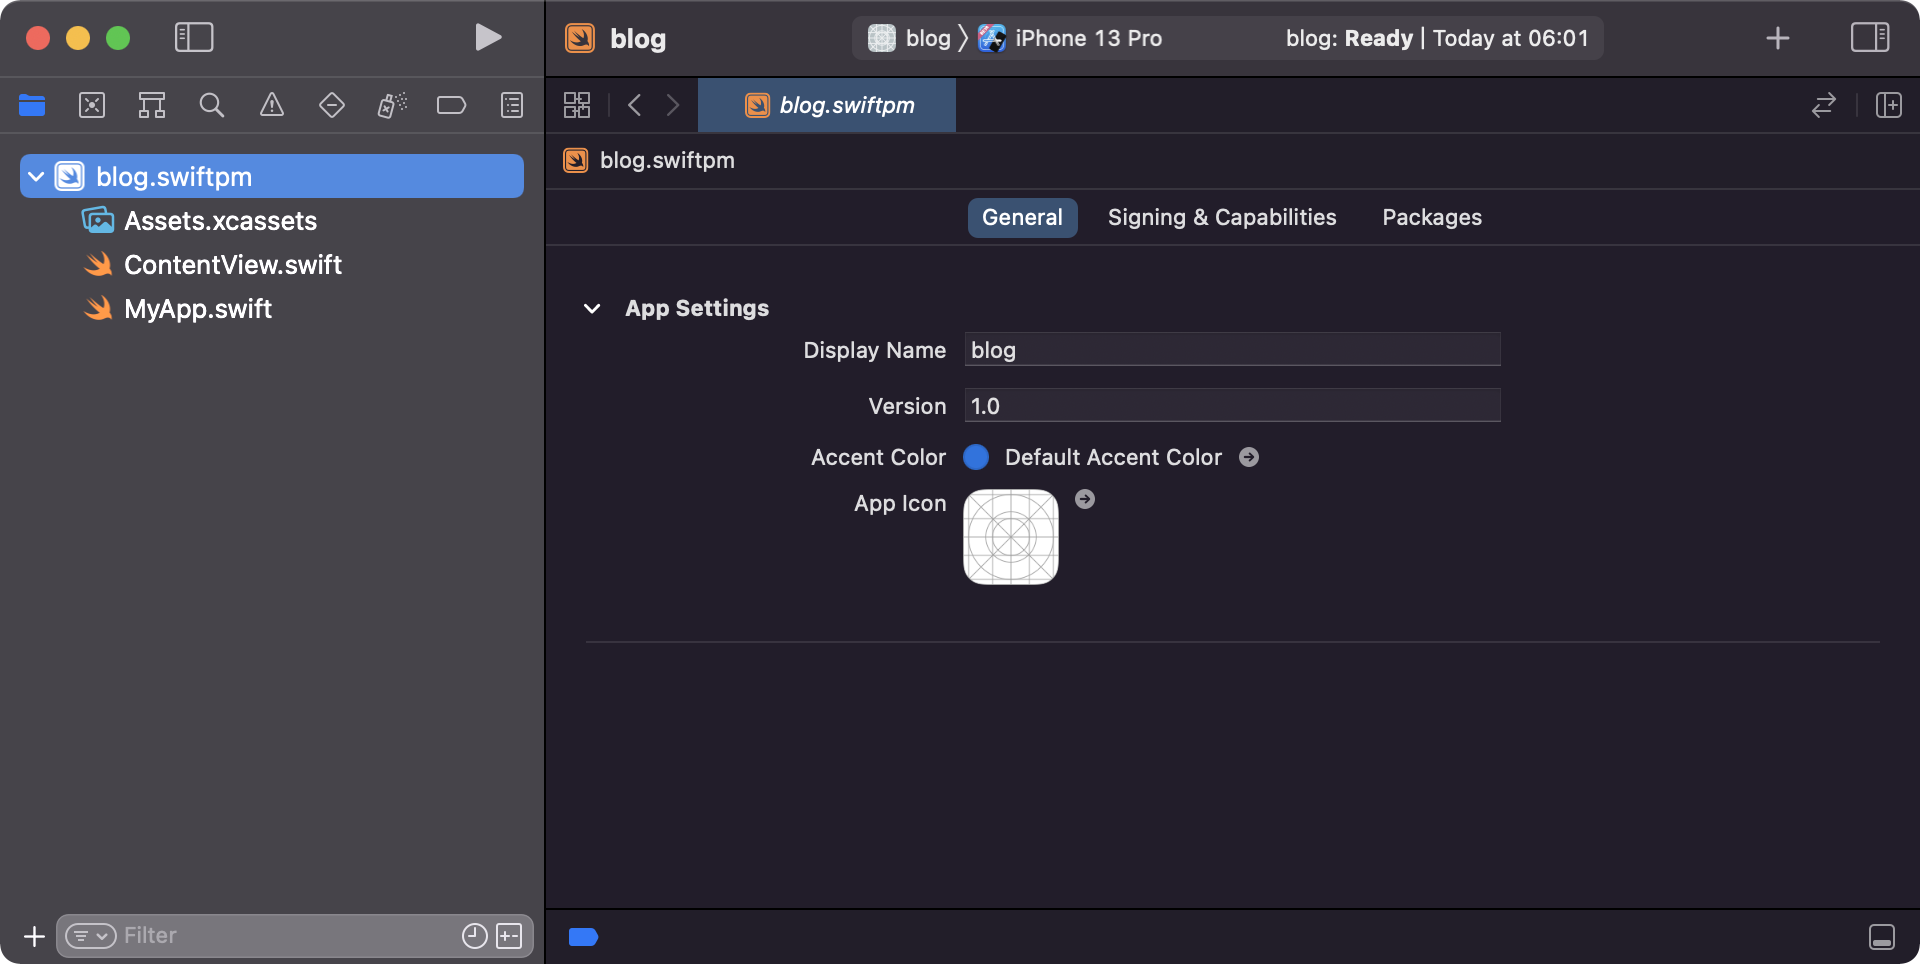 blog
blog 〉 iPhone 13 Pro
blog: Ready | Today at 06:01
blog.swiftpm
blog.swiftpm
Assets.xcassets
ContentView.swift
MyApp.swift
Filter
blog.swiftpm
General Signing & Capabilities Packages
App Settings
Display Name blog
Version 1.0
Accent Color Default Accent Color
App Icon